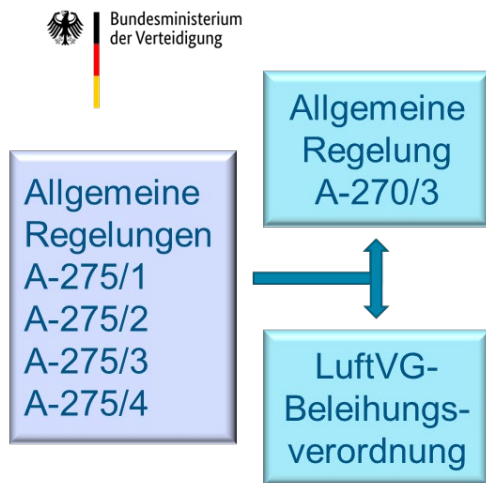 Bundesministerium
der Verteidigung
Allgemeine
Regelung
A-270/3
Allgemeine
Regelungen
A-275/1
A-275/2
A-275/3
A-275/4
LuftVG-
Beleihungs-
verordnung